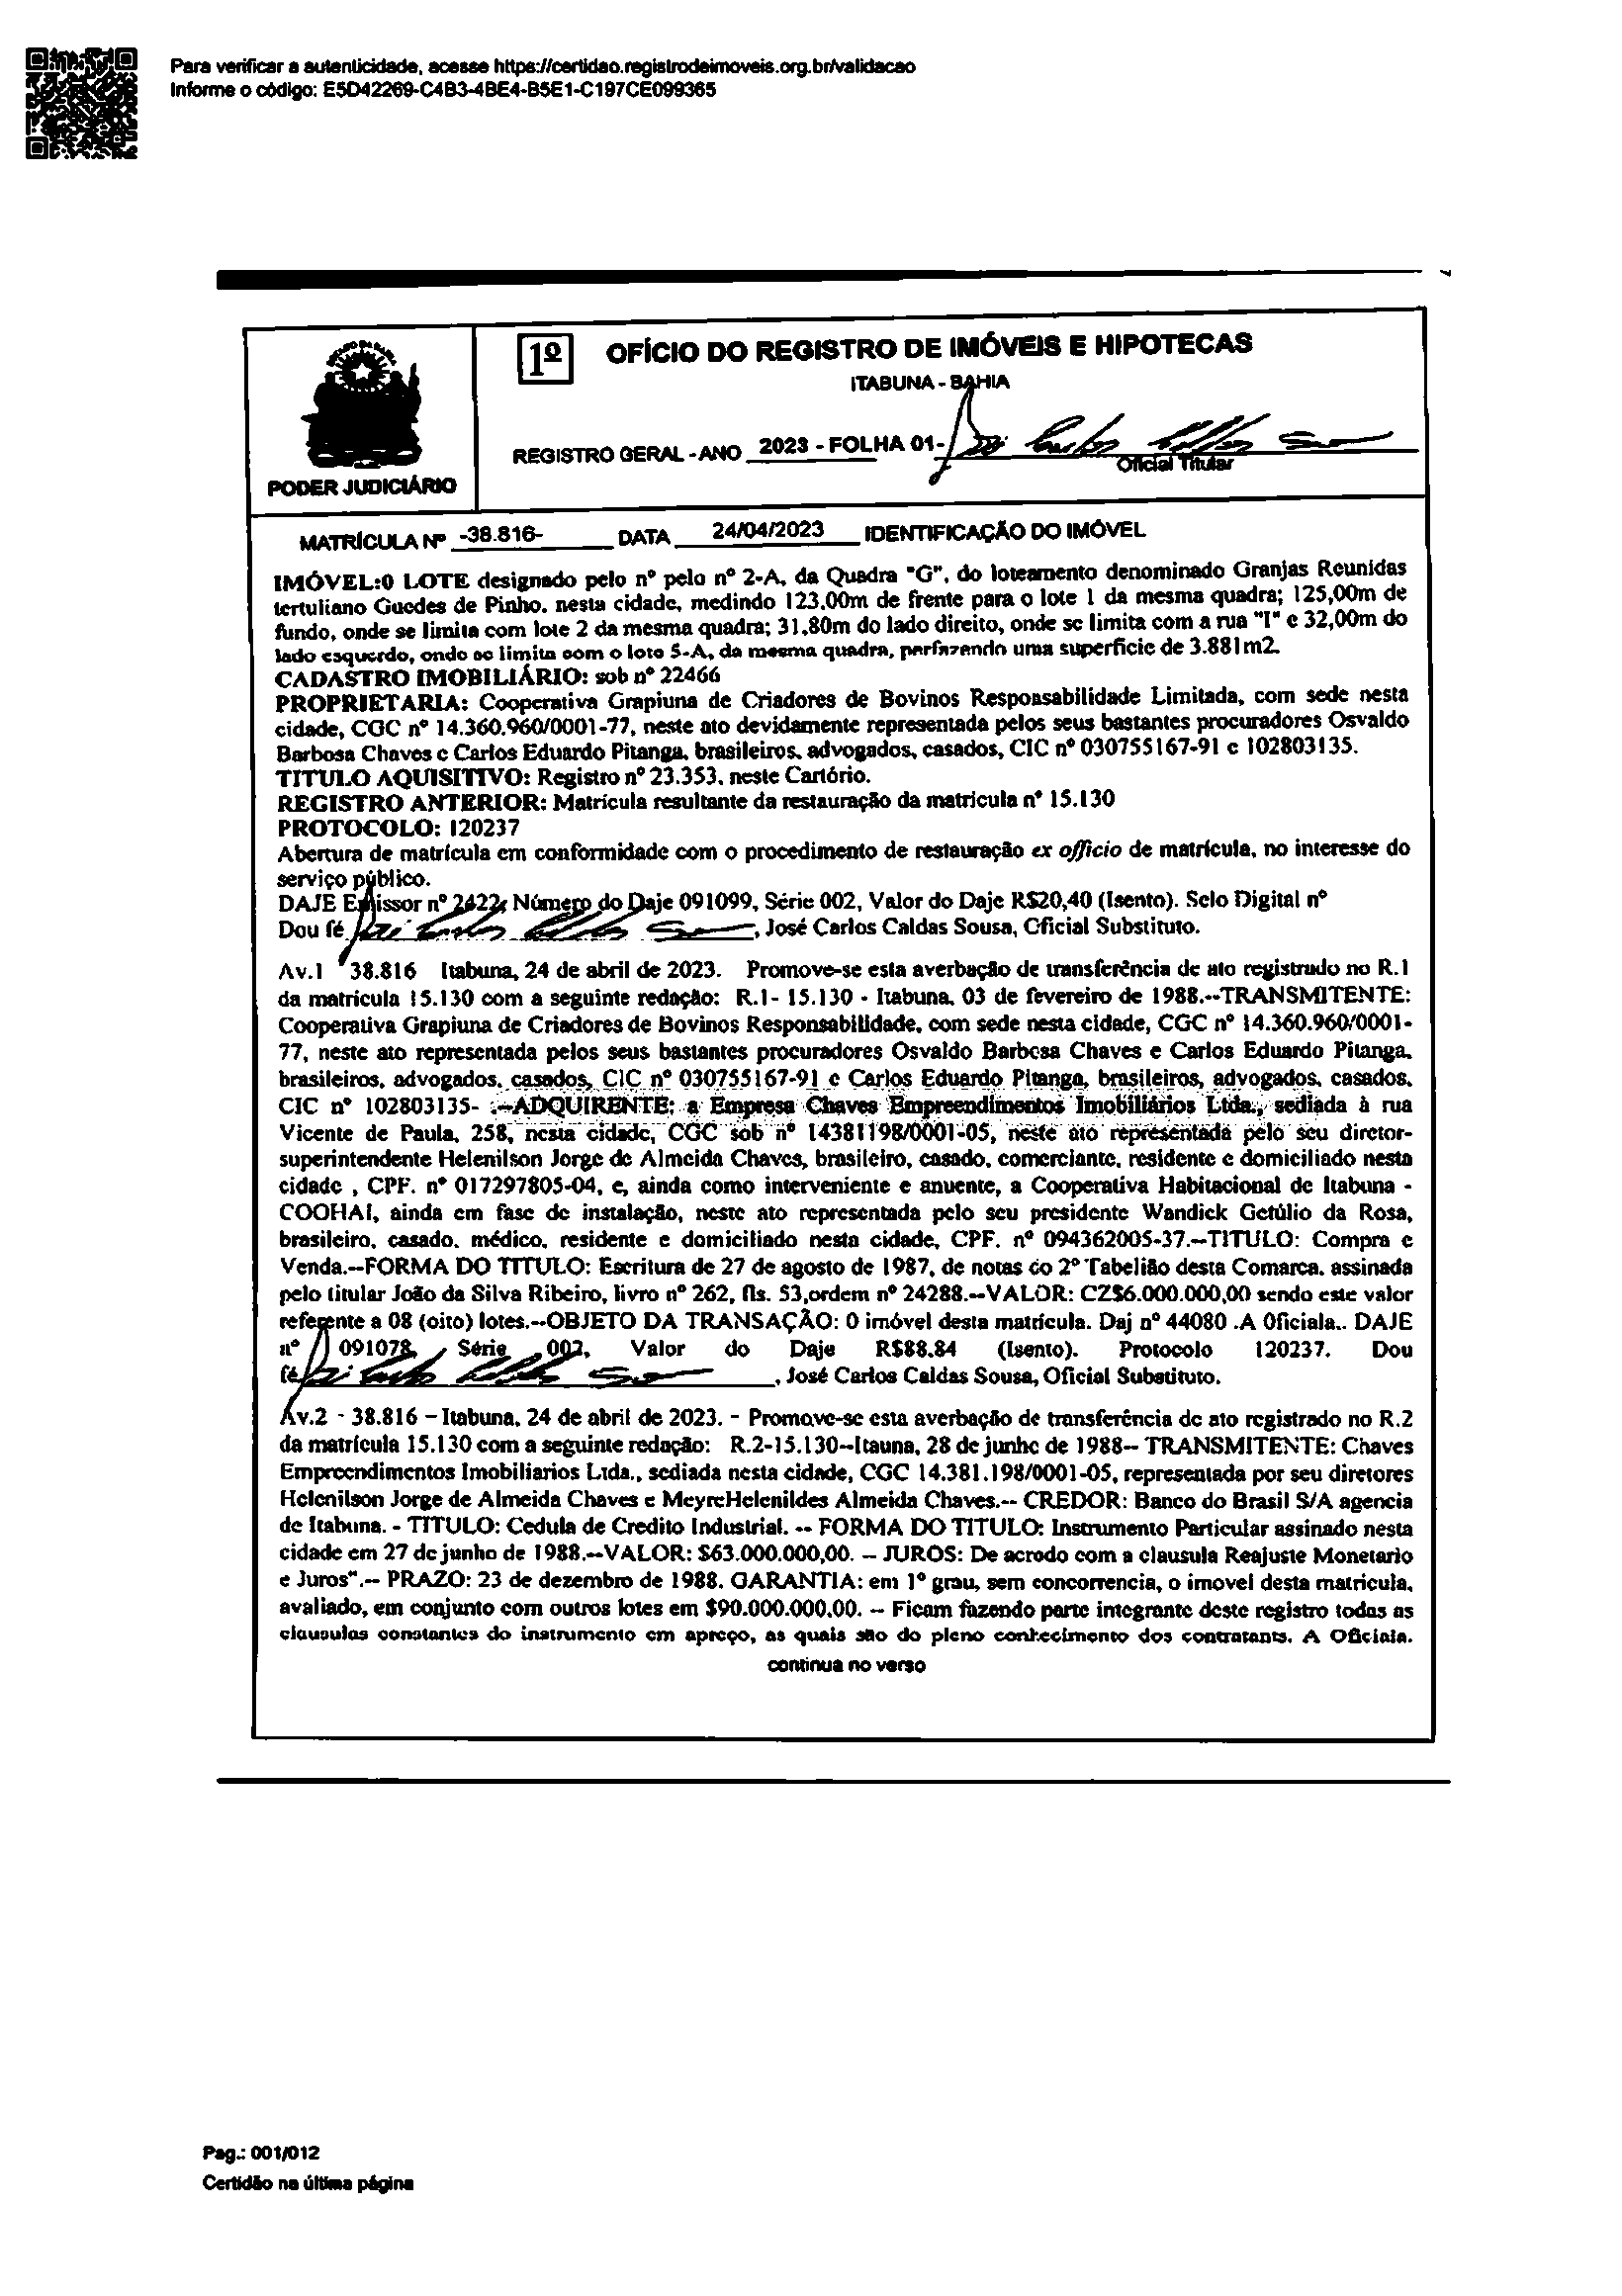 Para verificar a autenticidade, acesse https://certidao.registrodeimoveis.org.br/validacao
Informe o código: E5D42269-C4B3-4BE4-B5E1-C197CE099365
1º
OFÍCIO DO REGISTRO DE IMÓVEIS E HIPOTECAS
ITABUNA - BAHIA
REGISTRO GERAL - ANO 2023 - FOLHA 01-
Oficial Titular
PODER JUDICIÁRIO
MATRÍCULA Nº -38.816- DATA 24/04/2023 IDENTIFICAÇÃO DO IMÓVEL
IMÓVEL:0 LOTE designado pelo nº pelo nº 2-A, da Quadra "G", do loteamento denominado Granjas Reunidas
tertuliano Guedes de Pinho, nesta cidade, medindo 123,00m de frente para o lote 1 da mesma quadra; 125,00m de
fundo, onde se limita com lote 2 da mesma quadra; 31,80m do lado direito, onde se limita com a rua "I" e 32,00m do
lado esquerdo, onde se limita com o lote 5-A, da mesma quadra, perfazendo uma superfície de 3.881m2.
CADASTRO IMOBILIÁRIO: sob nº 22466
PROPRIETARIA: Cooperativa Grapiuna de Criadores de Bovinos Responsabilidade Limitada, com sede nesta
cidade, CGC nº 14.360.960/0001-77, neste ato devidamente representada pelos seus bastantes procuradores Osvaldo
Barbosa Chaves e Carlos Eduardo Pitanga, brasileiros, advogados, casados, CIC nº 030755167-91 e 102803135.
TITULO AQUISITIVO: Registro nº 23.353, neste Cartório.
REGISTRO ANTERIOR: Matrícula resultante da restauração da matricula nº 15.130
PROTOCOLO: 120237
Abertura de matrícula em conformidade com o procedimento de restauração ex officio de matrícula, no interesse do
serviço público.
DAJE Emissor nº 2422, Número do Daje 091099, Série 002, Valor do Daje R$20,40 (Isento). Selo Digital nº
Dou fé , José Carlos Caldas Sousa, Oficial Substituto.
Av.1 38.816 Itabuna, 24 de abril de 2023. Promove-se esta averbação de transferência de ato registrado no R.1
da matrícula 15.130 com a seguinte redação: R.1- 15.130 - Itabuna, 03 de fevereiro de 1988.--TRANSMITENTE:
Cooperativa Grapiuna de Criadores de Bovinos Responsabilidade, com sede nesta cidade, CGC nº 14.360.960/0001-
77, neste ato representada pelos seus bastantes procuradores Osvaldo Barbosa Chaves e Carlos Eduardo Pitanga,
brasileiros, advogados, casados, CIC nº 030755167-91 e Carlos Eduardo Pitanga, brasileiros, advogados, casados,
CIC nº 102803135- .--ADQUIRENTE: a Empresa Chaves Empreendimentos Imobiliários Ltda., sediada à rua
Vicente de Paula, 258, nesta cidade, CGC sob nº 14381198/0001-05, neste ato representada pelo seu diretor-
superintendente Helenilson Jorge de Almeida Chaves, brasileiro, casado, comerciante, residente e domiciliado nesta
cidade , CPF. nº 017297805-04, e, ainda como interveniente e anuente, a Cooperativa Habitacional de Itabuna -
COOHAI, ainda em fase de instalação, neste ato representada pelo seu presidente Wandick Getúlio da Rosa,
brasileiro, casado, médico, residente e domiciliado nesta cidade, CPF. nº 094362005-37.--TITULO: Compra e
Venda.--FORMA DO TITULO: Escritura de 27 de agosto de 1987, de notas do 2º Tabelião desta Comarca, assinada
pelo titular João da Silva Ribeiro, livro nº 262, fls. 53,ordem nº 24288.--VALOR: CZ$6.000.000,00 sendo este valor
referente a 08 (oito) lotes.--OBJETO DA TRANSAÇÃO: 0 imóvel desta matrícula. Daj nº 44080 .A Oficiala.. DAJE
nº 091078, Série 002, Valor do Daje R$88.84 (Isento). Protocolo 120237. Dou
fé , José Carlos Caldas Sousa, Oficial Substituto.
Av.2 - 38.816 – Itabuna, 24 de abril de 2023. - Promove-se esta averbação de transferência de ato registrado no R.2
da matrícula 15.130 com a seguinte redação: R.2-15.130--Itauna, 28 de junho de 1988-- TRANSMITENTE: Chaves
Empreendimentos Imobiliarios Ltda., sediada nesta cidade, CGC 14.381.198/0001-05, representada por seu diretores
Helenilson Jorge de Almeida Chaves e MeyreHelenildes Almeida Chaves.-- CREDOR: Banco do Brasil S/A agencia
de Itabuna. - TITULO: Cedula de Credito Industrial. -- FORMA DO TITULO: Instrumento Particular assinado nesta
cidade em 27 de junho de 1988.--VALOR: $63.000.000,00. – JUROS: De acrodo com a clausula Reajuste Monetario
e Juros".-- PRAZO: 23 de dezembro de 1988. GARANTIA: em 1º grau, sem concorrencia, o imovel desta matricula,
avaliado, em conjunto com outros lotes em $90.000.000,00. – Ficam fazendo parte integrante deste registro todas as
clausulas constantes do instrumento em apreço, as quais são do pleno conhecimento dos contratants. A Oficiala.
continua no verso
Pag.: 001/012
Certidão na última página